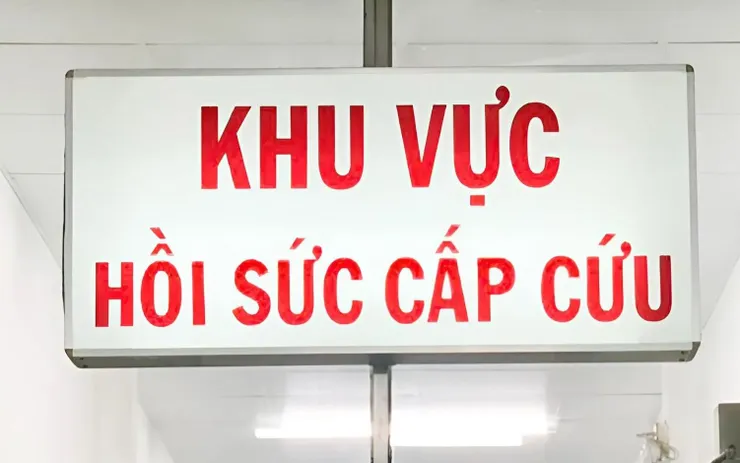 KHU VỰC
HỒI SỨC CẤP CỨU